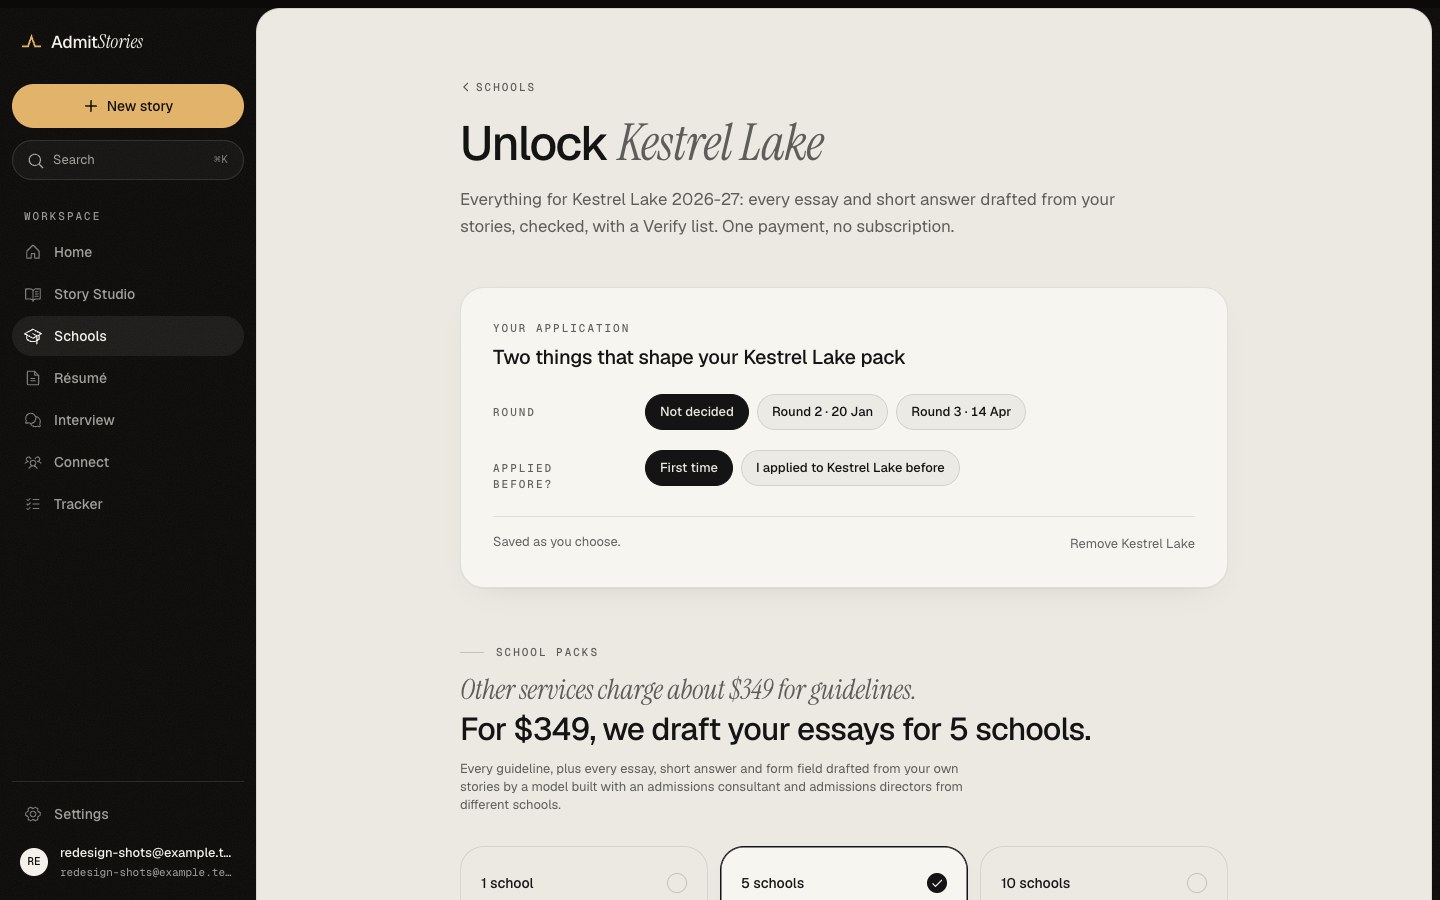 AdmitStories
New story
Search ⌘K
WORKSPACE
Home
Story Studio
Schools
Résumé
Interview
Connect
Tracker
Settings
RE
redesign-shots@example.t…
redesign-shots@example.te…
SCHOOLS
Unlock Kestrel Lake
Everything for Kestrel Lake 2026-27: every essay and short answer drafted from your
stories, checked, with a Verify list. One payment, no subscription.
YOUR APPLICATION
Two things that shape your Kestrel Lake pack
ROUND
Not decided
Round 2 · 20 Jan
Round 3 · 14 Apr
APPLIED
BEFORE?
First time
I applied to Kestrel Lake before
Saved as you choose.
Remove Kestrel Lake
SCHOOL PACKS
Other services charge about $349 for guidelines.
For $349, we draft your essays for 5 schools.
Every guideline, plus every essay, short answer and form field drafted from your own
stories by a model built with an admissions consultant and admissions directors from
different schools.
1 school
5 schools
10 schools